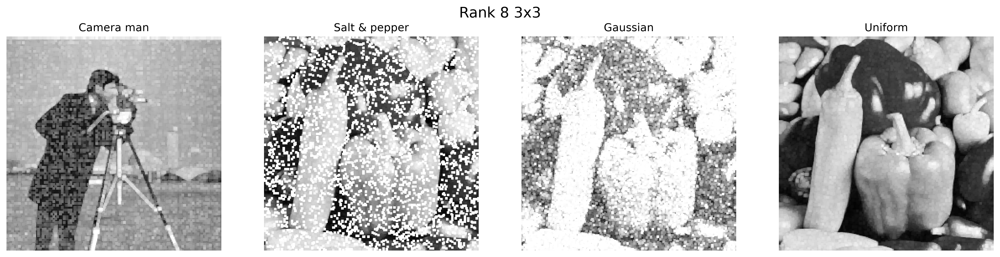 Rank 8 3x3
Camera man
Salt & pepper
Gaussian
Uniform